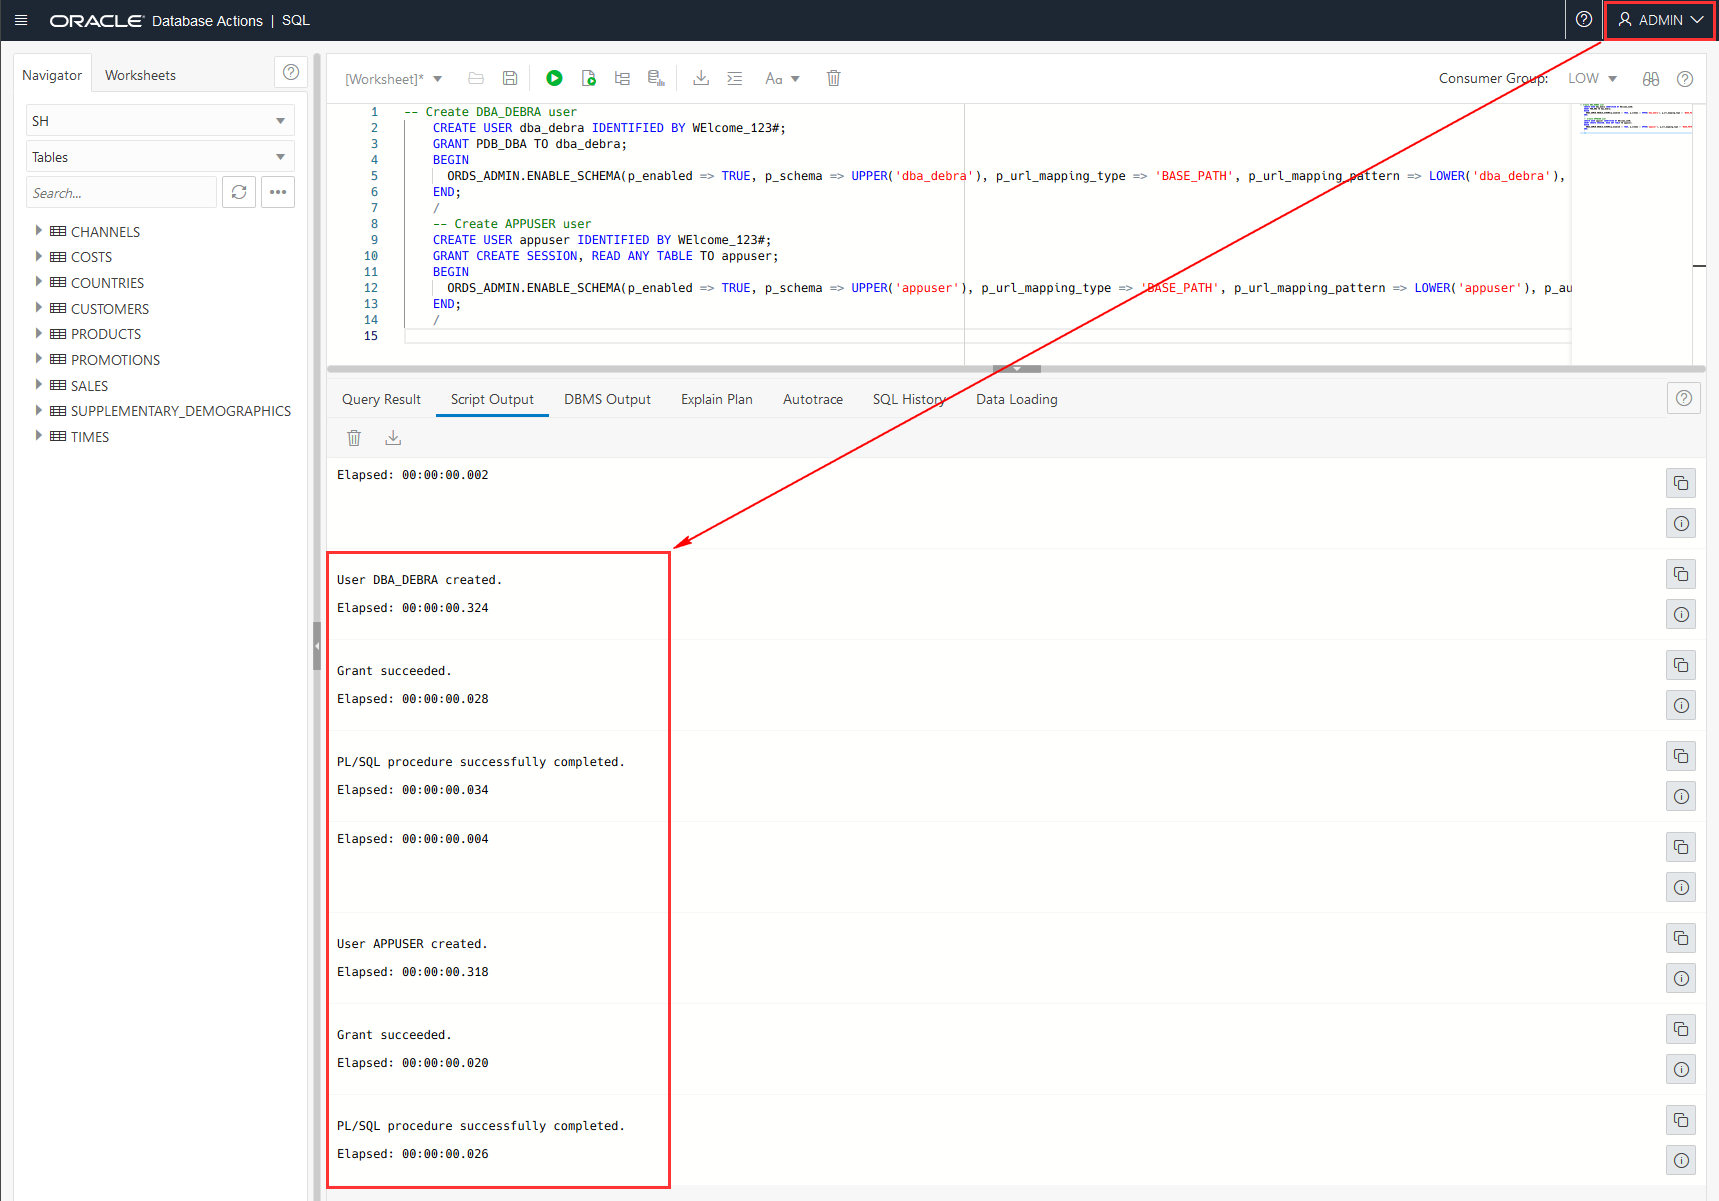 ORACLE Database Actions | SQL
ADMIN
Navigator
Worksheets
SH
Tables
Search...
CHANNELS
COSTS
COUNTRIES
CUSTOMERS
PRODUCTS
PROMOTIONS
SALES
SUPPLEMENTARY_DEMOGRAPHICS
TIMES
[Worksheet]*
Aa
Consumer Group:
LOW
1 -- Create DBA_DEBRA user
2 CREATE USER dba_debra IDENTIFIED BY WElcome_123#;
3 GRANT PDB_DBA TO dba_debra;
4 BEGIN
5 ORDS_ADMIN.ENABLE_SCHEMA(p_enabled => TRUE, p_schema => UPPER('dba_debra'), p_url_mapping_type => 'BASE_PATH', p_url_mapping_pattern => LOWER('dba_debra'),
6 END;
7 /
8 -- Create APPUSER user
9 CREATE USER appuser IDENTIFIED BY WElcome_123#;
10 GRANT CREATE SESSION, READ ANY TABLE TO appuser;
11 BEGIN
12 ORDS_ADMIN.ENABLE_SCHEMA(p_enabled => TRUE, p_schema => UPPER('appuser'), p_url_mapping_type => 'BASE_PATH', p_url_mapping_pattern => LOWER('appuser'), p_au
13 END;
14 /
15
Query Result
Script Output
DBMS Output
Explain Plan
Autotrace
SQL History
Data Loading
Elapsed: 00:00:00.002
User DBA_DEBRA created.
Elapsed: 00:00:00.324
Grant succeeded.
Elapsed: 00:00:00.028
PL/SQL procedure successfully completed.
Elapsed: 00:00:00.034
Elapsed: 00:00:00.004
User APPUSER created.
Elapsed: 00:00:00.318
Grant succeeded.
Elapsed: 00:00:00.020
PL/SQL procedure successfully completed.
Elapsed: 00:00:00.026